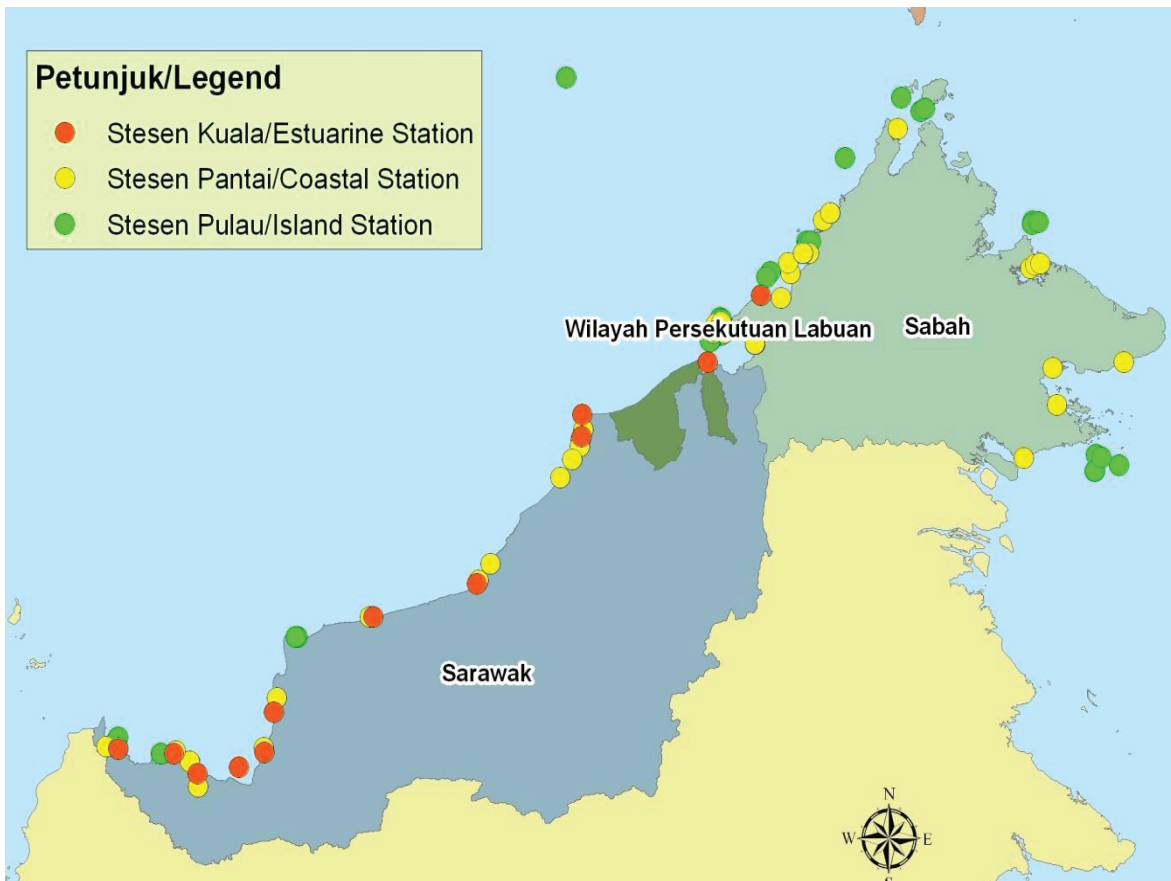 Petunjuk/Legend
Stesen Kuala/Estuarine Station
Stesen Pantai/Coastal Station
Stesen Pulau/Island Station
Wilayah Persekutuan Labuan
Sabah
Sarawak
N
W E
S